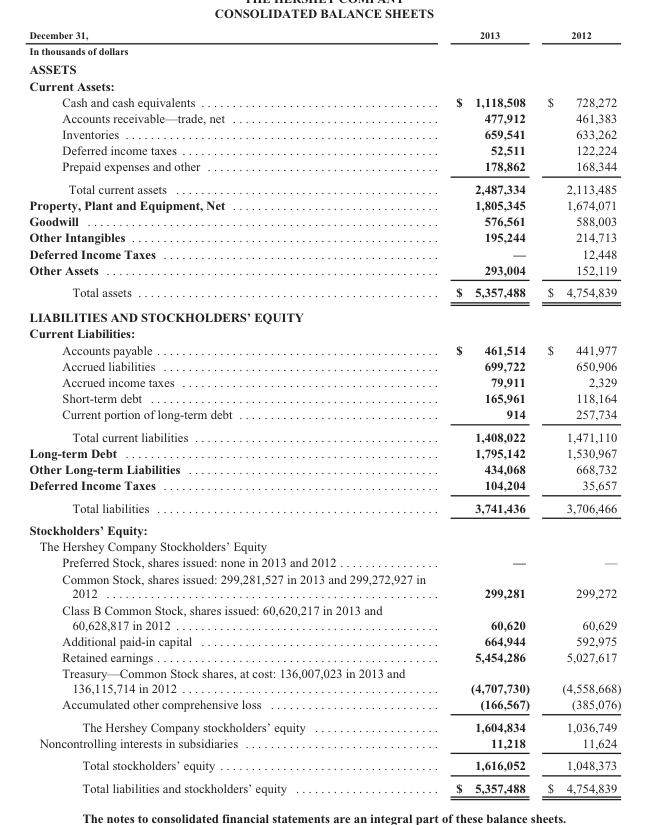 THE HERSHEY COMPANY
CONSOLIDATED BALANCE SHEETS
December 31, 2013 2012
In thousands of dollars
ASSETS
Current Assets:
Cash and cash equivalents $ 1,118,508 $ 728,272
Accounts receivable—trade, net 477,912 461,383
Inventories 659,541 633,262
Deferred income taxes 52,511 122,224
Prepaid expenses and other 178,862 168,344
Total current assets 2,487,334 2,113,485
Property, Plant and Equipment, Net 1,805,345 1,674,071
Goodwill 576,561 588,003
Other Intangibles 195,244 214,713
Deferred Income Taxes — 12,448
Other Assets 293,004 152,119
Total assets $ 5,357,488 $ 4,754,839
LIABILITIES AND STOCKHOLDERS' EQUITY
Current Liabilities:
Accounts payable $ 461,514 $ 441,977
Accrued liabilities 699,722 650,906
Accrued income taxes 79,911 2,329
Short-term debt 165,961 118,164
Current portion of long-term debt 914 257,734
Total current liabilities 1,408,022 1,471,110
Long-term Debt 1,795,142 1,530,967
Other Long-term Liabilities 434,068 668,732
Deferred Income Taxes 104,204 35,657
Total liabilities 3,741,436 3,706,466
Stockholders' Equity:
The Hershey Company Stockholders' Equity
Preferred Stock, shares issued: none in 2013 and 2012 — —
Common Stock, shares issued: 299,281,527 in 2013 and 299,272,927 in
2012 299,281 299,272
Class B Common Stock, shares issued: 60,620,217 in 2013 and
60,628,817 in 2012 60,620 60,629
Additional paid-in capital 664,944 592,975
Retained earnings 5,454,286 5,027,617
Treasury—Common Stock shares, at cost: 136,007,023 in 2013 and
136,115,714 in 2012 (4,707,730) (4,558,668)
Accumulated other comprehensive loss (166,567) (385,076)
The Hershey Company stockholders' equity 1,604,834 1,036,749
Noncontrolling interests in subsidiaries 11,218 11,624
Total stockholders' equity 1,616,052 1,048,373
Total liabilities and stockholders' equity $ 5,357,488 $ 4,754,839
The notes to consolidated financial statements are an integral part of these balance sheets.